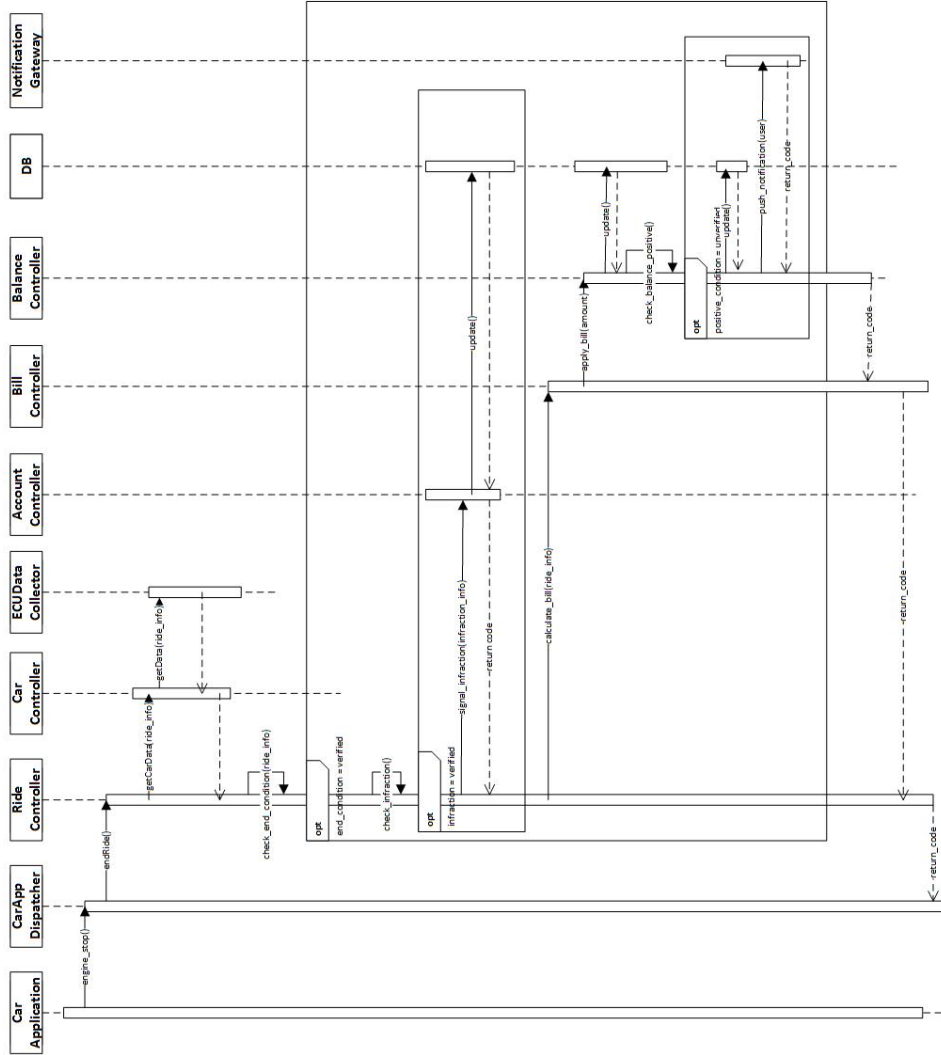 Car
Application
CarApp
Dispatcher
Ride
Controller
Car
Controller
ECUData
Collector
Account
Controller
Bill
Controller
Balance
Controller
DB
Notification
Gateway
engine_stop()
endRide()
getCarData(ride_info)
getData(ride_info)
check_end_condition(ride_info)
opt
end_condition = verified
check_infraction()
opt
infraction = verified
signal_infraction(infraction_info)
update()
return code
calculate_bill(ride_info)
apply_bill(amount)
update()
check_balance_positive()
opt
positive_condition = unverified
update()
push_notification(user)
return_code
return_code
return_code
return_code